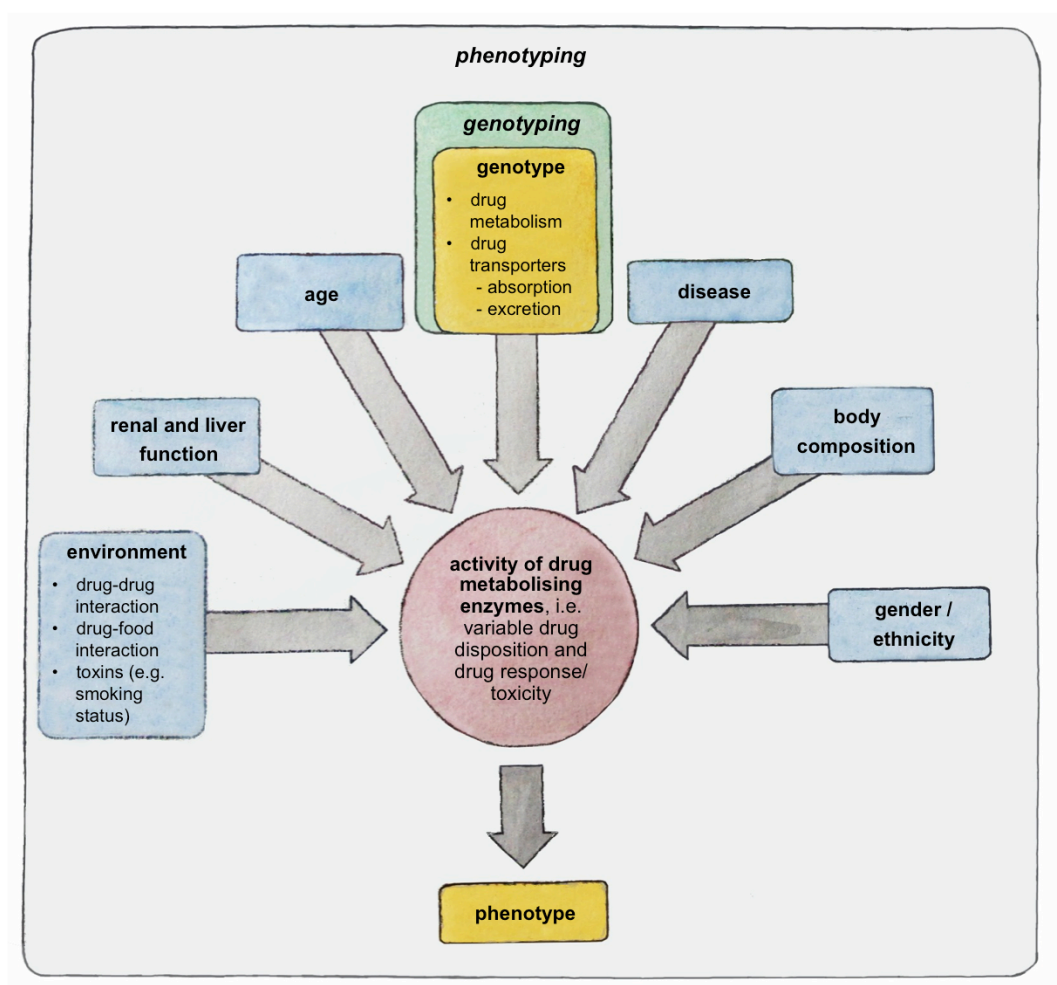 phenotyping
genotyping
genotype
• drug
metabolism
• drug
transporters
- absorption
- excretion
age
disease
renal and liver
function
body
composition
environment
• drug-drug
interaction
• drug-food
interaction
• toxins (e.g.
smoking
status)
activity of drug
metabolising
enzymes, i.e.
variable drug
disposition and
drug response/
toxicity
gender /
ethnicity
phenotype